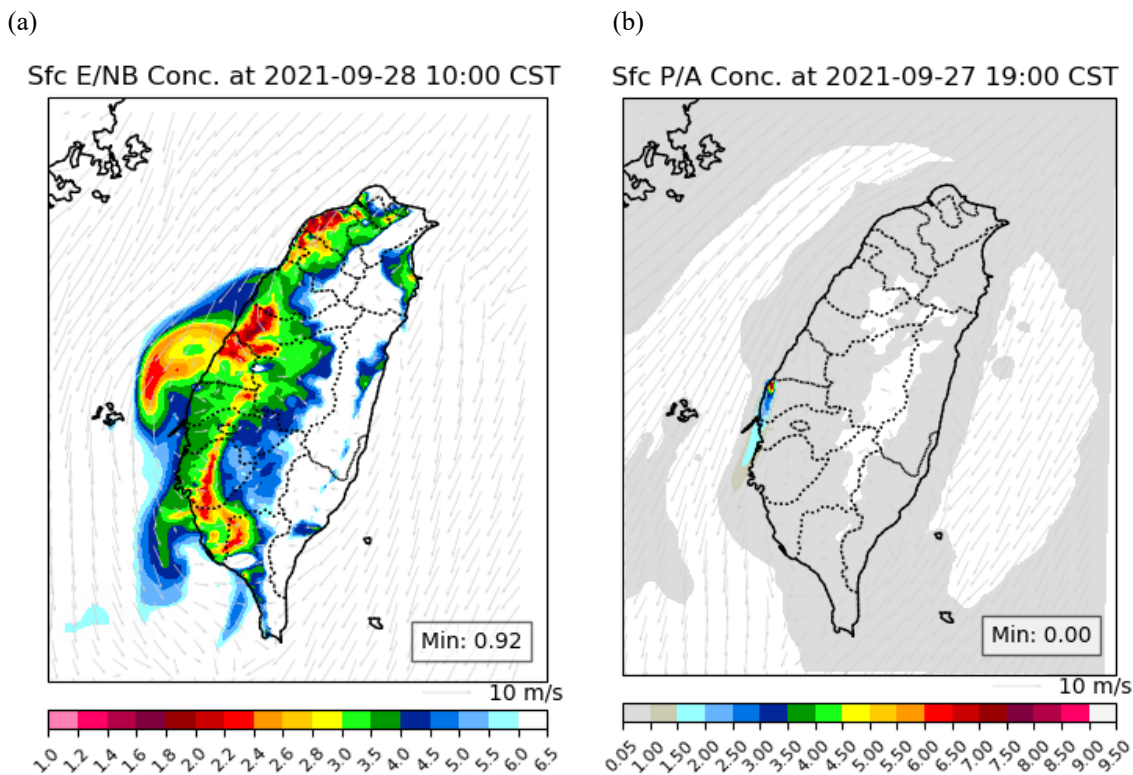 (a)
(b)
Sfc E/NB Conc. at 2021-09-28 10:00 CST
Sfc P/A Conc. at 2021-09-27 19:00 CST
Min: 0.92
Min: 0.00
10 m/s
10 m/s
1.0 1.2 1.4 1.6 1.8 2.0 2.2 2.4 2.6 2.8 3.0 3.5 4.0 4.5 5.0 5.5 6.0 6.5
0.05 1.00 1.50 2.00 2.50 3.00 3.50 4.00 4.50 5.00 5.50 6.00 6.50 7.00 7.50 8.00 8.50 9.00 9.50